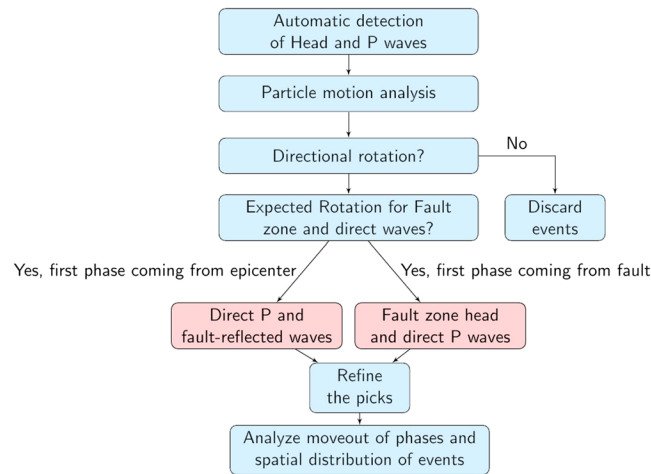 Automatic detection
of Head and P waves
Particle motion analysis
Directional rotation?
No
Expected Rotation for Fault
zone and direct waves?
Discard
events
Yes, first phase coming from epicenter
Yes, first phase coming from fault
Direct P and
fault-reflected waves
Fault zone head
and direct P waves
Refine
the picks
Analyze moveout of phases and
spatial distribution of events